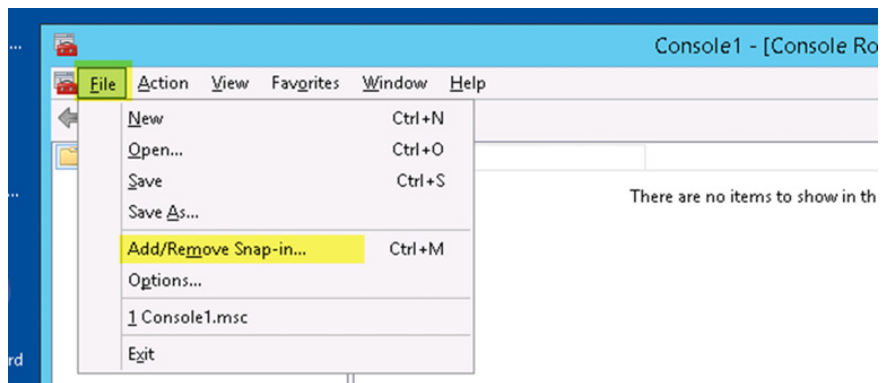 ...
Console1 - [Console Ro
File Action View Favorites Window Help
New Ctrl+N
Open... Ctrl+O
Save Ctrl+S
Save As...
There are no items to show in th
...
Add/Remove Snap-in... Ctrl+M
Options...
1 Console1.msc
Exit
rd